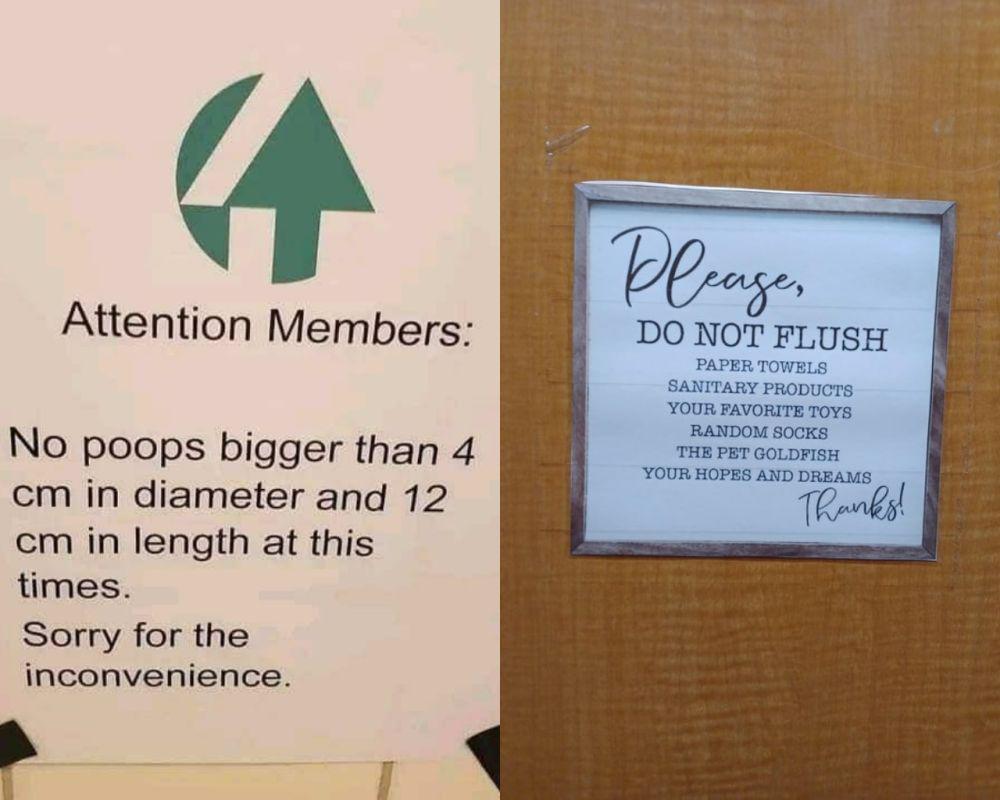 Attention Members:
No poops bigger than 4
cm in diameter and 12
cm in length at this
times.
Sorry for the
inconvenience.
Please,
DO NOT FLUSH
PAPER TOWELS
SANITARY PRODUCTS
YOUR FAVORITE TOYS
RANDOM SOCKS
THE PET GOLDFISH
YOUR HOPES AND DREAMS
Thanks!